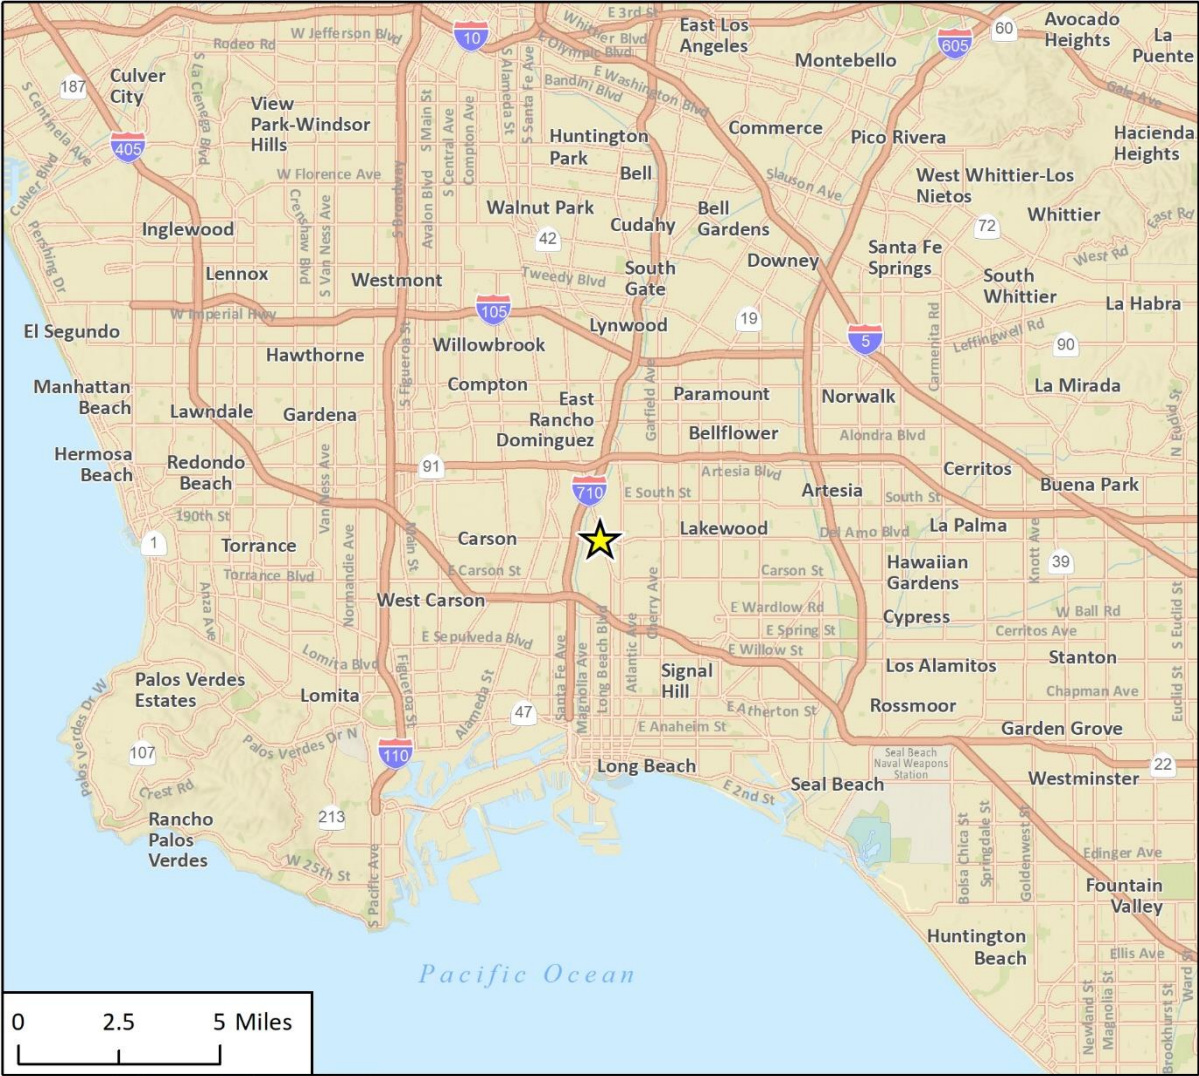 E 3rd St
Whittier Blvd
East Los
Angeles
60
Avocado
Heights
La
Puente
W Jefferson Blvd
10
E Olympic Blvd
605
Rodeo Rd
Montebello
187
Culver
City
S La Cienega Blvd
S Alameda St
S Santa Fe Ave
E Washington Blvd
Bandini Blvd
Gale Ave
S Centinela Ave
View
Park-Windsor
Hills
S Main St
S Central Ave
Compton Ave
Huntington
Park
Commerce
Pico Rivera
Hacienda
Heights
405
Culver Blvd
W Florence Ave
Bell
Slauson Ave
West Whittier-Los
Nietos
Crenshaw Blvd
S Van Ness Ave
S Broadway
Avalon Blvd
Walnut Park
Bell
Gardens
Whittier
East Rd
Pershing Dr
Inglewood
42
Cudahy
72
Santa Fe
Springs
West Rd
Lennox
Westmont
Tweedy Blvd
South
Gate
Downey
South
Whittier
La Habra
W Imperial Hwy
105
Lynwood
19
5
Carmenita Rd
Leffingwell Rd
90
El Segundo
Hawthorne
S Figueroa St
Willowbrook
Manhattan
Beach
Lawndale
Gardena
Compton
East
Rancho
Dominguez
Garfield Ave
Paramount
Norwalk
La Mirada
N Euclid St
Bellflower
Alondra Blvd
Hermosa
Beach
Redondo
Beach
Van Ness Ave
91
Artesia Blvd
Cerritos
Buena Park
710
E South St
Artesia
South St
190th St
1
Torrance
Normandie Ave
Main St
Carson
Lakewood
Del Amo Blvd
La Palma
Knott Ave
39
Torrance Blvd
Anza Ave
E Carson St
Cherry Ave
Carson St
Hawaiian
Gardens
West Carson
Long Beach Blvd
Atlantic Ave
E Wardlow Rd
Cypress
W Ball Rd
S Euclid St
E Sepulveda Blvd
E Spring St
Cerritos Ave
Lomita Blvd
Santa Fe Ave
Magnolia Ave
E Willow St
Stanton
Palos Verdes
Estates
Palos Verdes Dr W
Lomita
Figueroa St
Alameda St
Signal
Hill
Los Alamitos
Chapman Ave
Euclid St
47
E Atherton St
Rossmoor
Palos Verdes Dr N
E Anaheim St
Garden Grove
107
110
Long Beach
Seal Beach
Naval Weapons
Station
22
Crest Rd
E 2nd St
Seal Beach
Westminster
213
Rancho
Palos
Verdes
W 25th St
S Pacific Ave
Bolsa Chica St
Springdale St
Goldenwest St
Edinger Ave
Fountain
Valley
Huntington
Beach
Ellis Ave
Pacific Ocean
Newland St
Magnolia St
Brookhurst St
Ward St
0 2.5 5 Miles